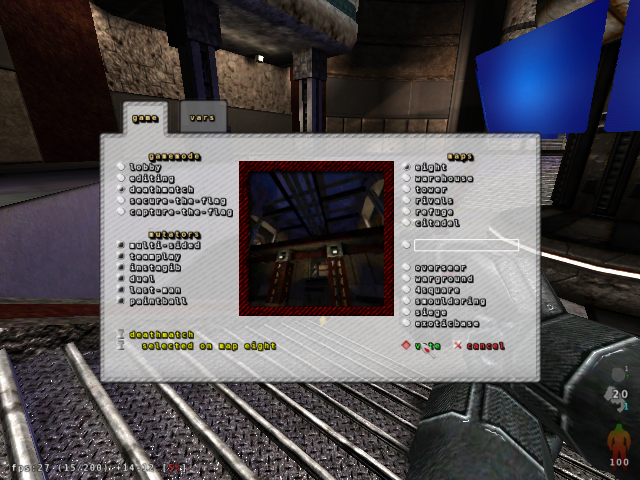 game vars
gamemode
lobby
editing
deathmatch
secure-the-flag
capture-the-flag
mutators
multi-sided
teamplay
instagib
duel
last-man
paintball
deathmatch
selected on map eight
maps
eight
warehouse
tower
rivals
refuge
citadel
overseer
warground
4square
smouldering
siege
exoticbase
vote cancel
20
1
100